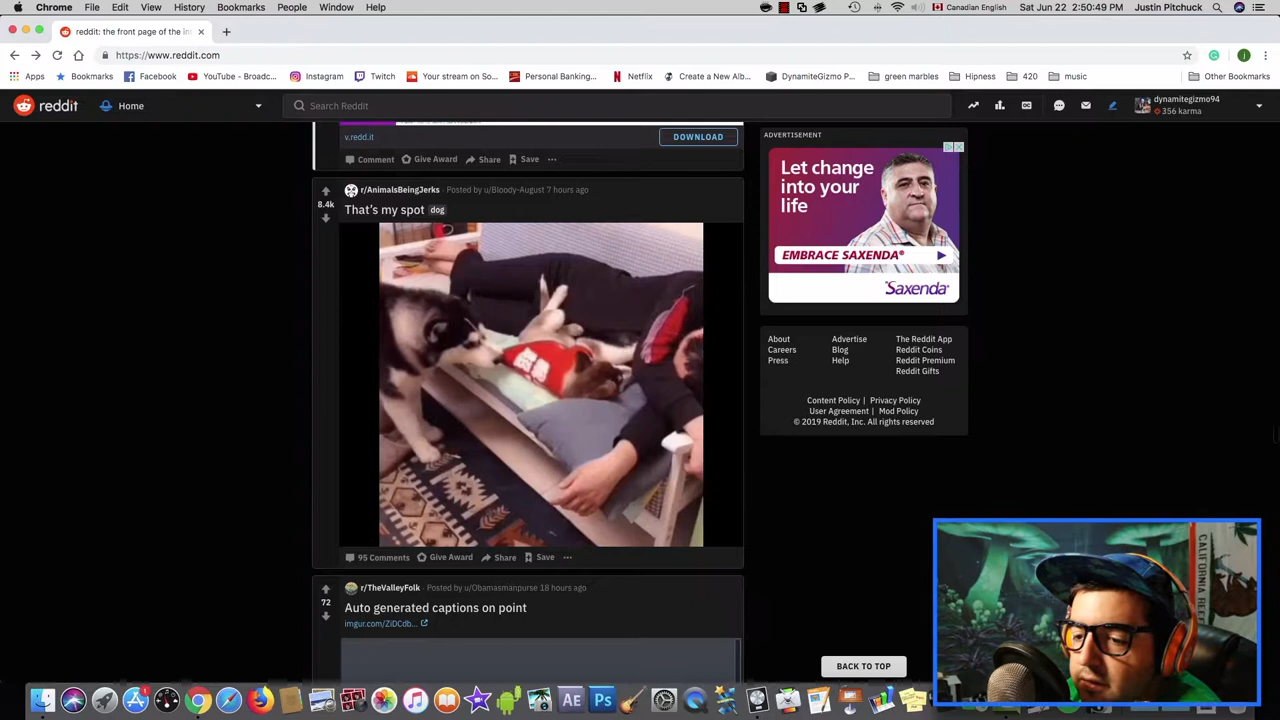 Chrome File Edit View History Bookmarks People Window Help Canadian English Sat Jun 22 2:50:49 PM Justin Pitchuck
reddit: the front page of the in
https://www.reddit.com
Apps Bookmarks Facebook YouTube - Broadc... Instagram Twitch Your stream on So... Personal Banking... Netflix Create a New Alb... DynamiteGizmo P... green marbles Hipness 420 music Other Bookmarks
reddit Home Search Reddit dynamitegizmo94
356 karma
v.redd.it DOWNLOAD
Comment Give Award Share Save
r/AnimalsBeingJerks · Posted by u/Bloody-August 7 hours ago
8.4k
That's my spot dog
95 Comments Give Award Share Save
r/TheValleyFolk · Posted by u/Obamasmanpurse 18 hours ago
72
Auto generated captions on point
imgur.com/ZiDCdb...
ADVERTISEMENT
Let change
into your
life
EMBRACE SAXENDA®
Saxenda®
About Advertise The Reddit App
Careers Blog Reddit Coins
Press Help Reddit Premium
Reddit Gifts
Content Policy | Privacy Policy
User Agreement | Mod Policy
© 2019 Reddit, Inc. All rights reserved
BACK TO TOP
CALIFORNIA REP
1
Ae Ps